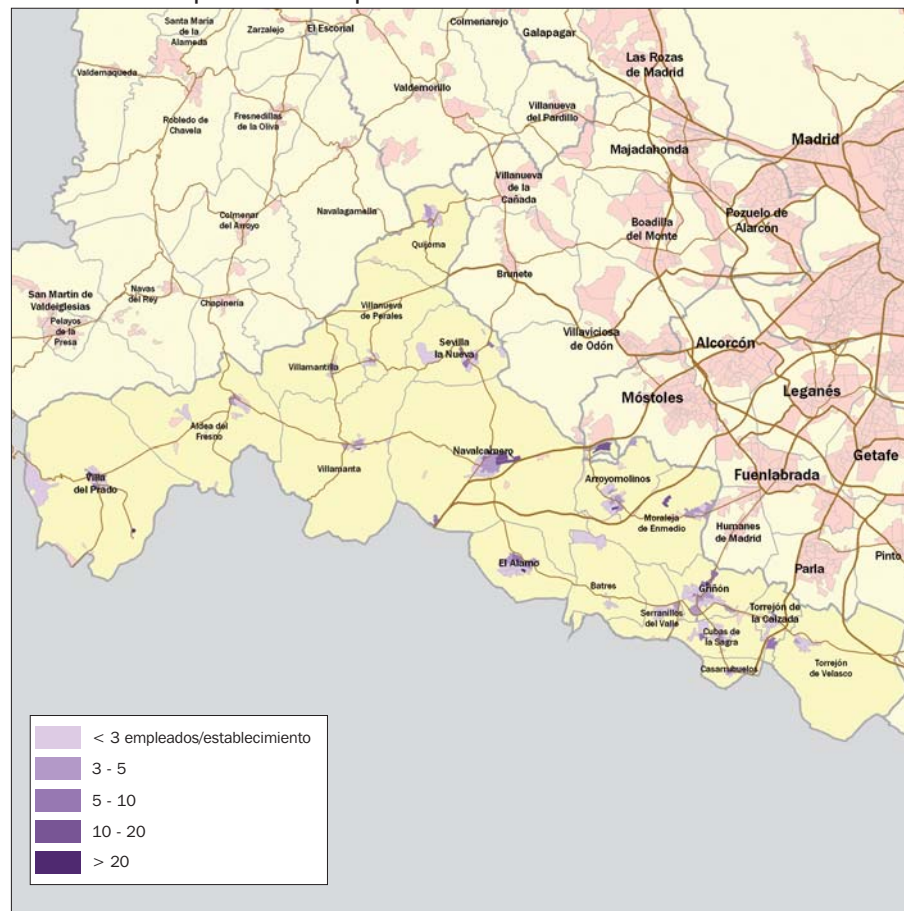 Santa María
de la
Alameda
Zarzalejo
El Escorial
Colmenarejo
Galapagar
Las Rozas
de Madrid
Valdemaqueda
Valdemorillo
Robledo de
Chavela
Fresnedillas
de la Oliva
Villanueva
del Pardillo
Majadahonda
Madrid
Villanueva
de la
Cañada
Navalagamella
Colmenar
del Arroyo
Quijorna
Boadilla
del Monte
Pozuelo de
Alarcón
Brunete
San Martín de
Valdeiglesias
Navas
del Rey
Chapinería
Pelayos
de la
Presa
Villanueva
de Perales
Villaviciosa
de Odón
Sevilla
la Nueva
Alcorcón
Villamantilla
Móstoles
Leganés
Aldea del
Fresno
Navalcarnero
Getafe
Villamanta
Villa
del Prado
Arroyomolinos
Fuenlabrada
Moraleja
de Enmedio
Humanes
de Madrid
Pinto
El Álamo
Parla
Batres
Griñón
Serranillos
del Valle
Torrejón de
la Calzada
Cubas de
la Sagra
Casarrubuelos
Torrejón
de Velasco
< 3 empleados/establecimiento
3 - 5
5 - 10
10 - 20
> 20